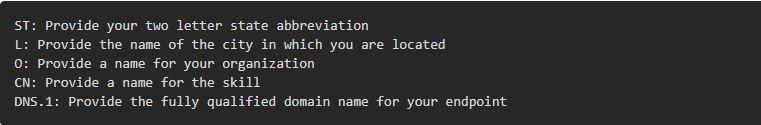 ST: Provide your two letter state abbreviation
L: Provide the name of the city in which you are located
O: Provide a name for your organization
CN: Provide a name for the skill
DNS.1: Provide the fully qualified domain name for your endpoint